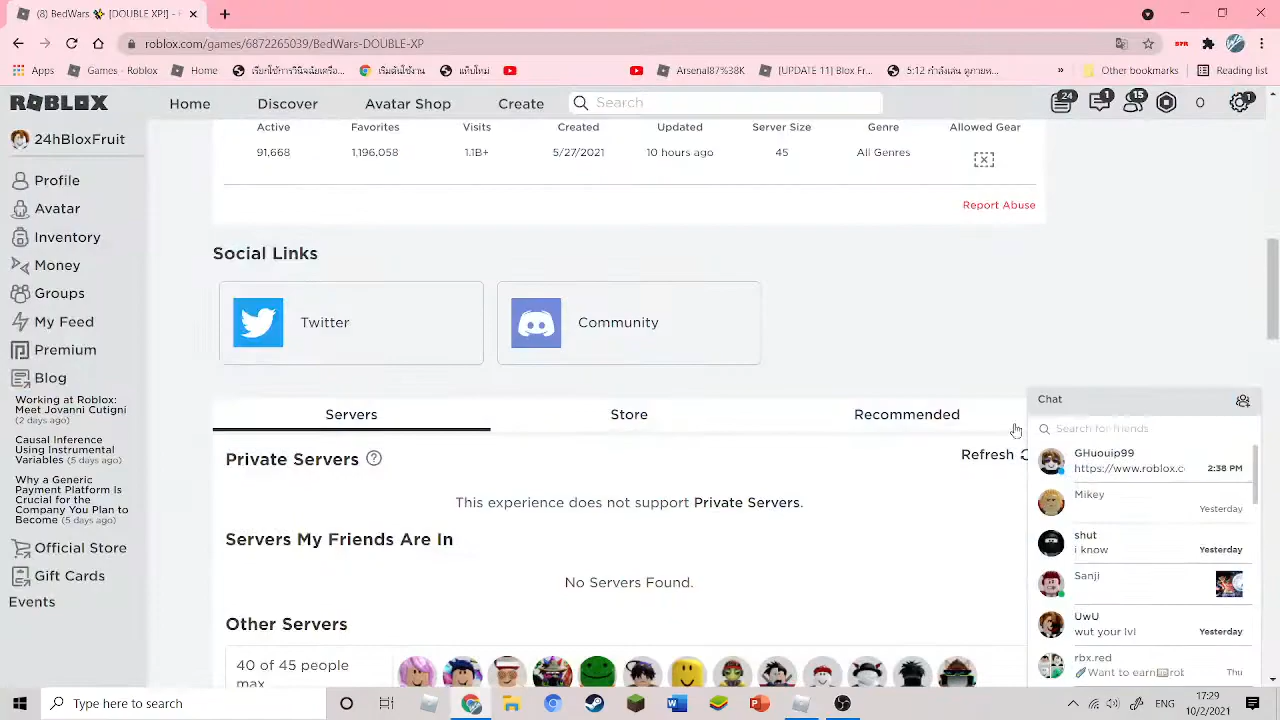 (8) BedWars ✨ [DOUBLE XP!] -
roblox.com/games/6872265039/BedWars-DOUBLE-XP
Apps
Games - Roblox
Home
Arsenal87X38K
[UPDATE 11] Blox Fr...
Other bookmarks
Reading list
ROBLOX
Home
Discover
Avatar Shop
Create
Search
24
1
15
0
1
24hBloxFruit
Profile
Avatar
Inventory
Money
Groups
My Feed
Premium
Blog
Working at Roblox:
Meet Jovanni Cutigni
(2 days ago)
Causal Inference
Using Instrumental
Variables (5 days ago)
Why a Generic
Payment Platform Is
Crucial for the
Company You Plan to
Become (5 days ago)
Official Store
Gift Cards
Events
Active
Favorites
Visits
Created
Updated
Server Size
Genre
Allowed Gear
91,668
1,196,058
1.1B+
5/27/2021
10 hours ago
45
All Genres
Report Abuse
Social Links
Twitter
Community
Servers
Store
Recommended
Private Servers
Refresh
This experience does not support Private Servers.
Servers My Friends Are In
No Servers Found.
Other Servers
40 of 45 people
max
Chat
Search for friends
GHuouip99
https://www.roblox.c
2:38 PM
Mikey
Yesterday
shut
i know
Yesterday
Sanji
UwU
wut your lvl
Yesterday
rbx.red
Want to earn
rob
Thu
Type here to search
ENG
17:29
10/2/2021